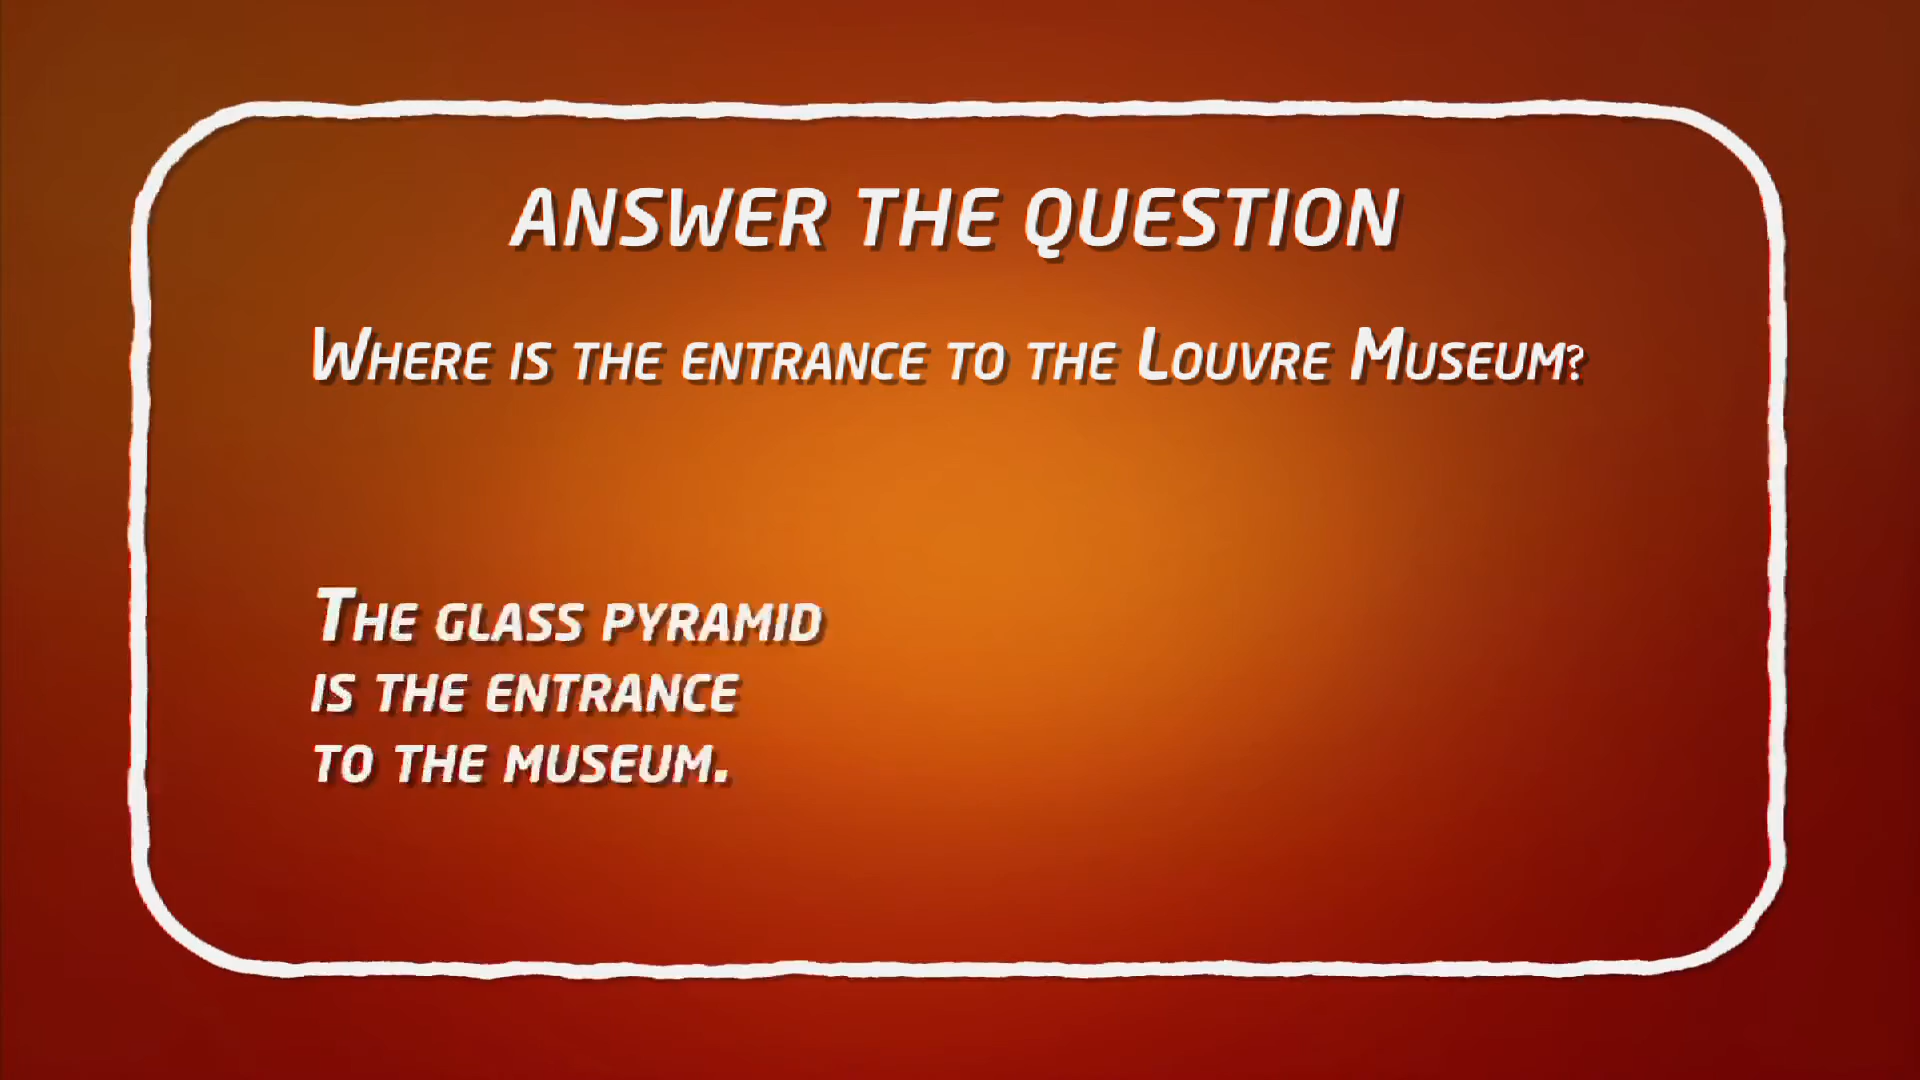 ANSWER THE QUESTION
WHERE IS THE ENTRANCE TO THE LOUVRE MUSEUM?
THE GLASS PYRAMID
IS THE ENTRANCE
TO THE MUSEUM.